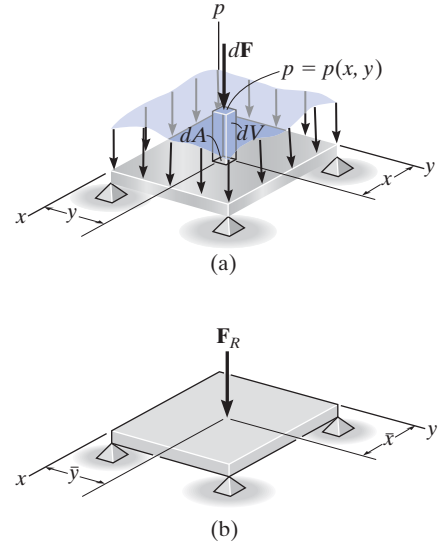 p
dF
p = p(x, y)
dA
dV
x
y
x
y
(a)
F_R
x
ȳ
x̄
y
(b)